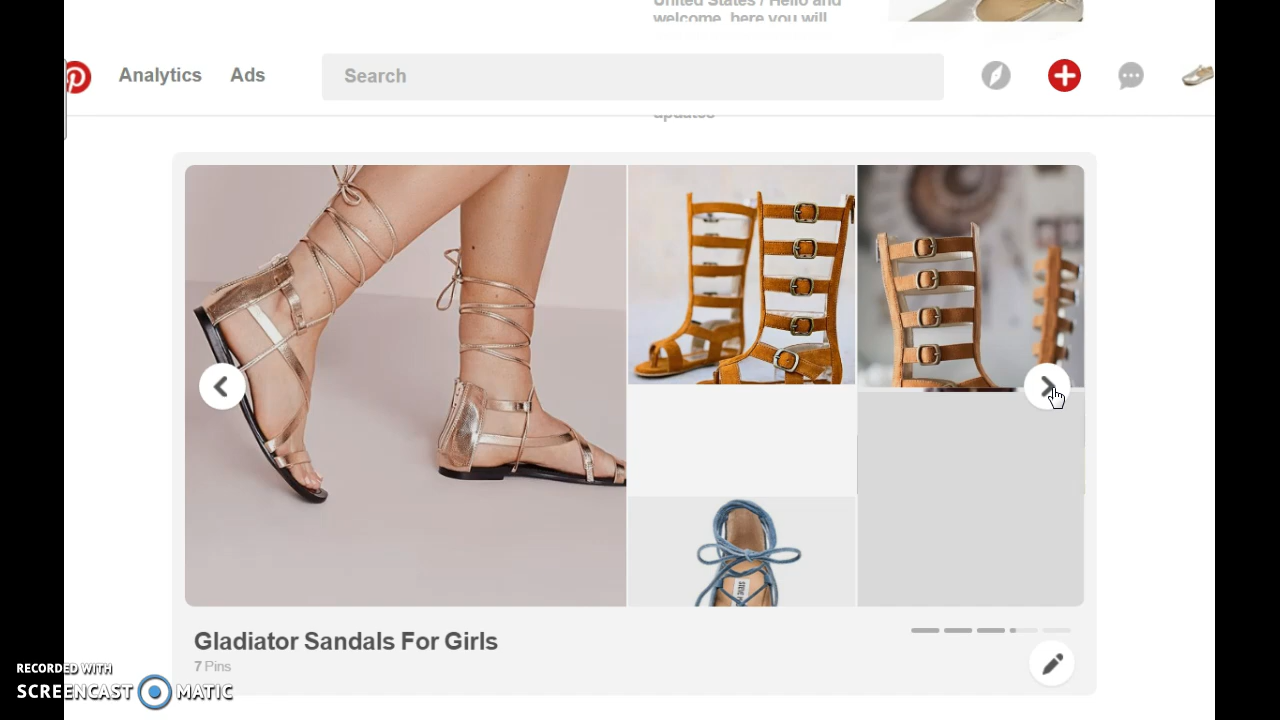 United States / Hello and
welcome, here you will
Analytics Ads Search
updates
Gladiator Sandals For Girls
7 Pins
RECORDED WITH
SCREENCAST MATIC